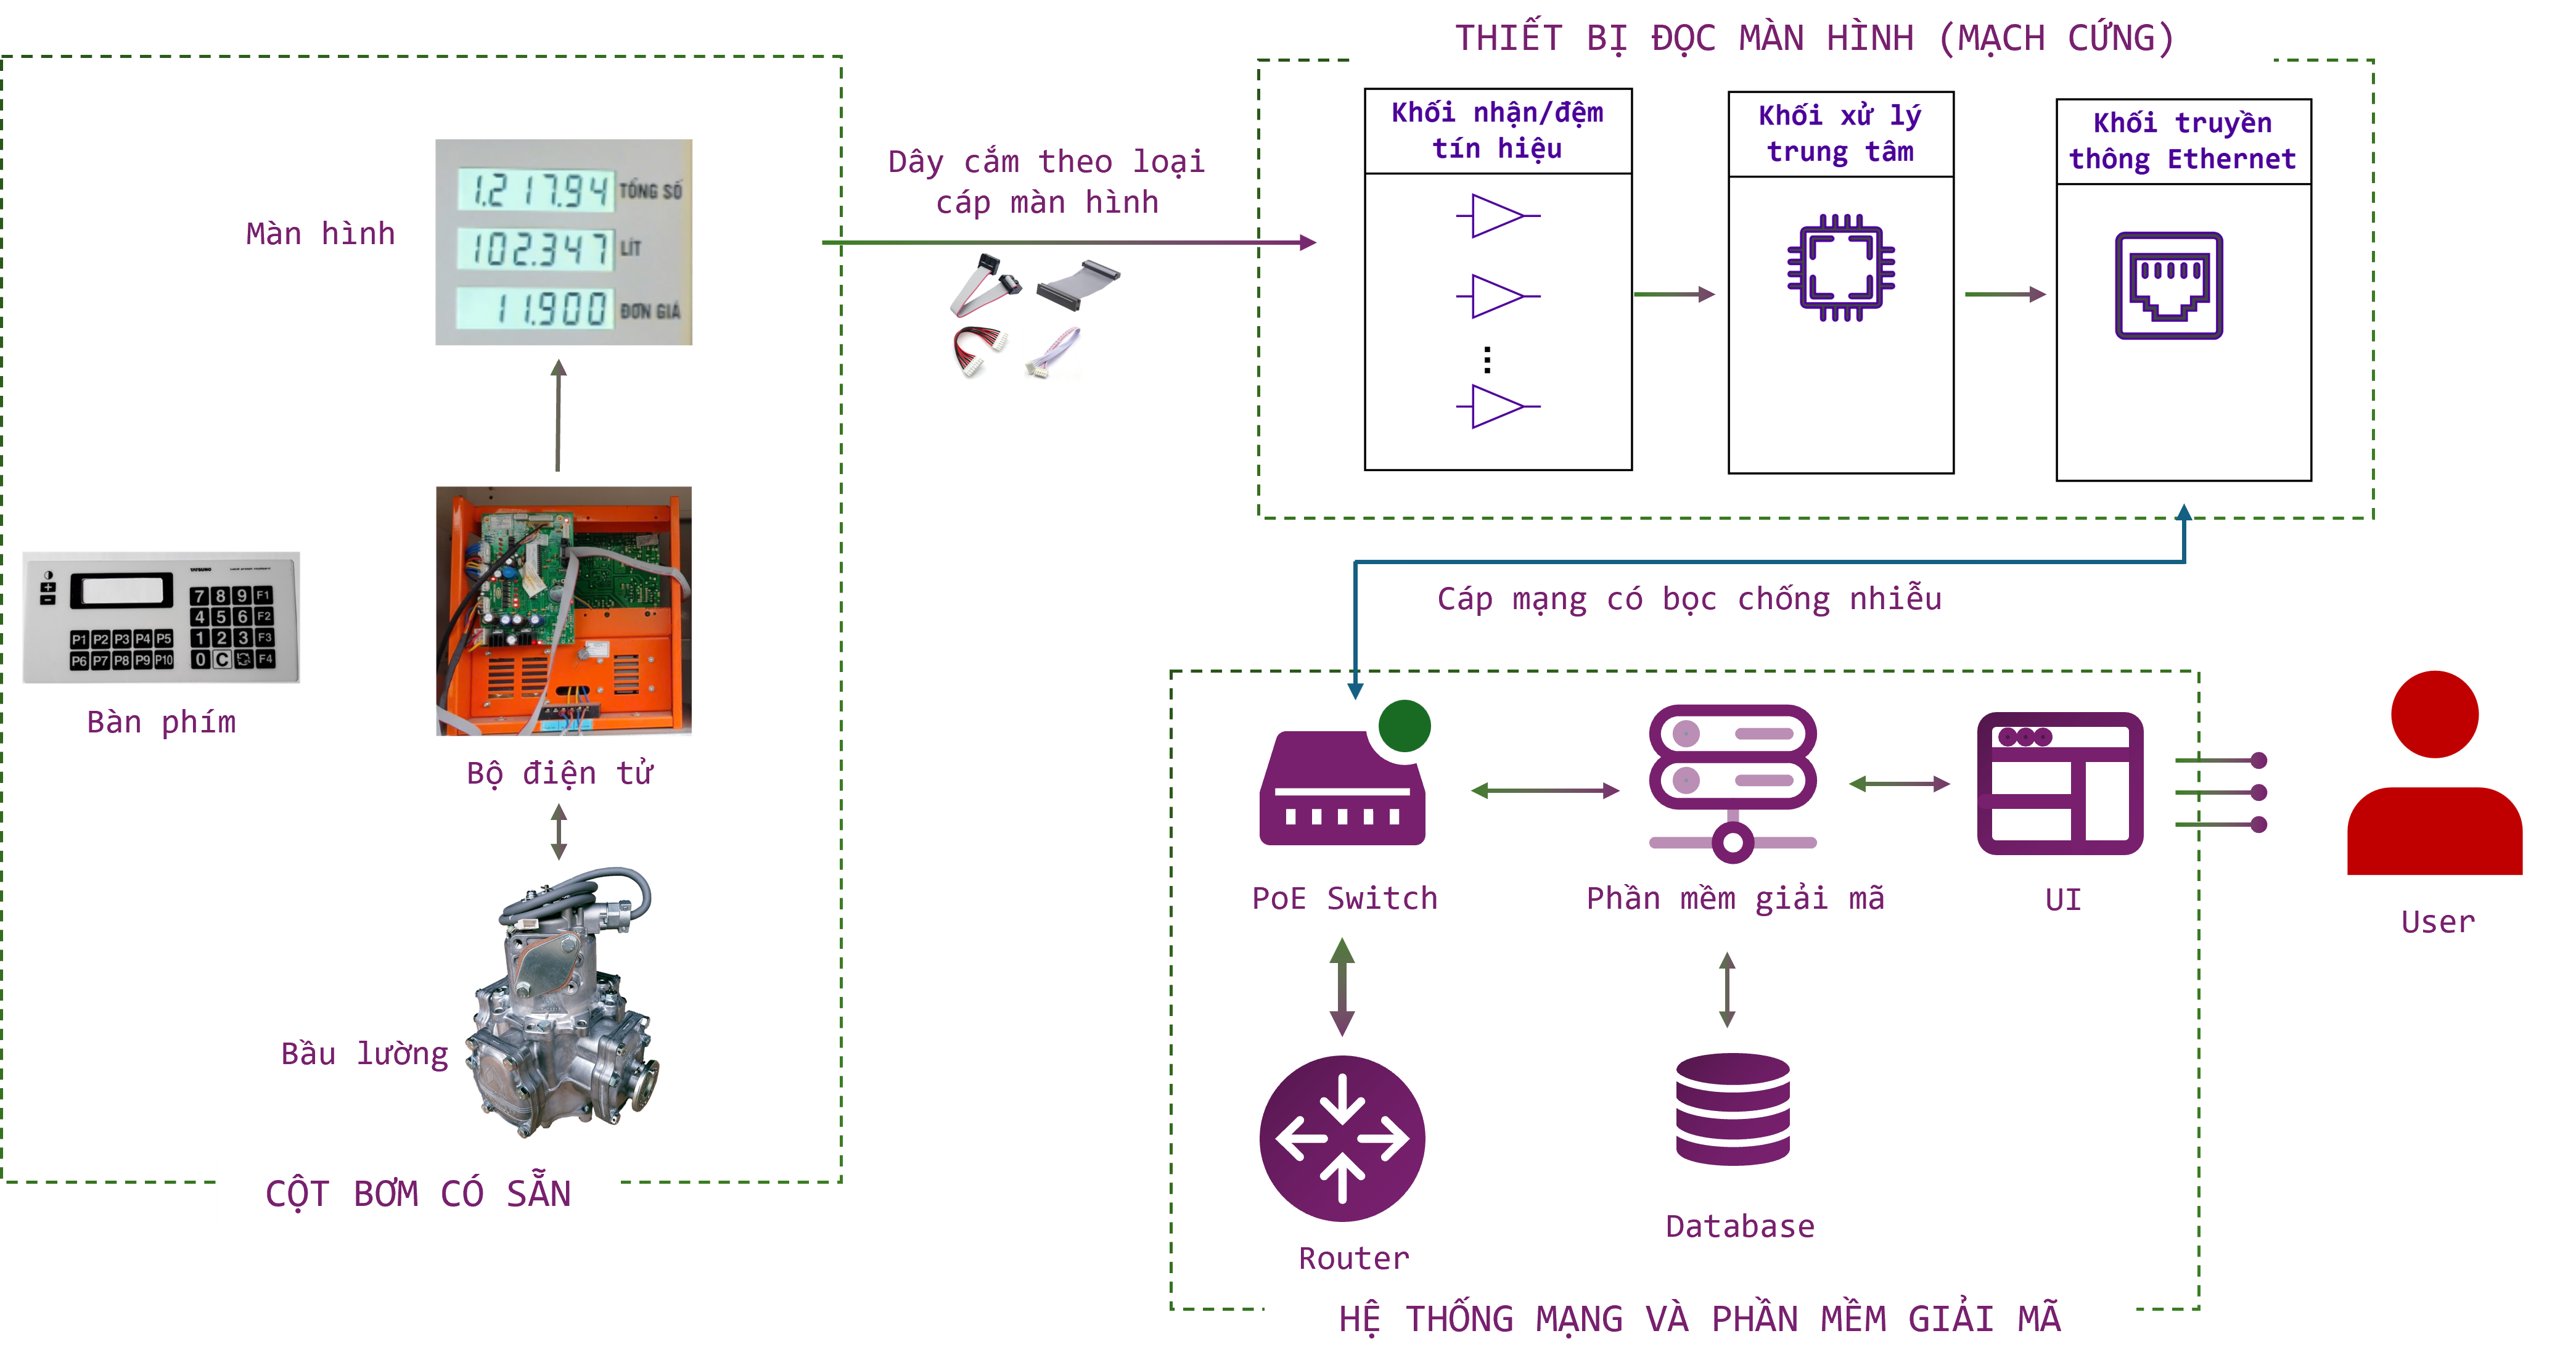 THIẾT BỊ ĐỌC MÀN HÌNH (MẠCH CỨNG)
Khối nhận/đệm
tín hiệu
Khối xử lý
trung tâm
Khối truyền
thông Ethernet
Dây cắm theo loại
cáp màn hình
Màn hình
1.217.94 TỔNG SỐ
102.347 LÍT
11.900 ĐƠN GIÁ
TATSUNO
7 8 9 F1
4 5 6 F2
P1 P2 P3 P4 P5 1 2 3 F3
P6 P7 P8 P9 P10 0 C F4
Bàn phím
Bộ điện tử
Bầu lường
CỘT BƠM CÓ SẴN
Cáp mạng có bọc chống nhiễu
PoE Switch
Phần mềm giải mã
UI
User
Router
Database
HỆ THỐNG MẠNG VÀ PHẦN MỀM GIẢI MÃ